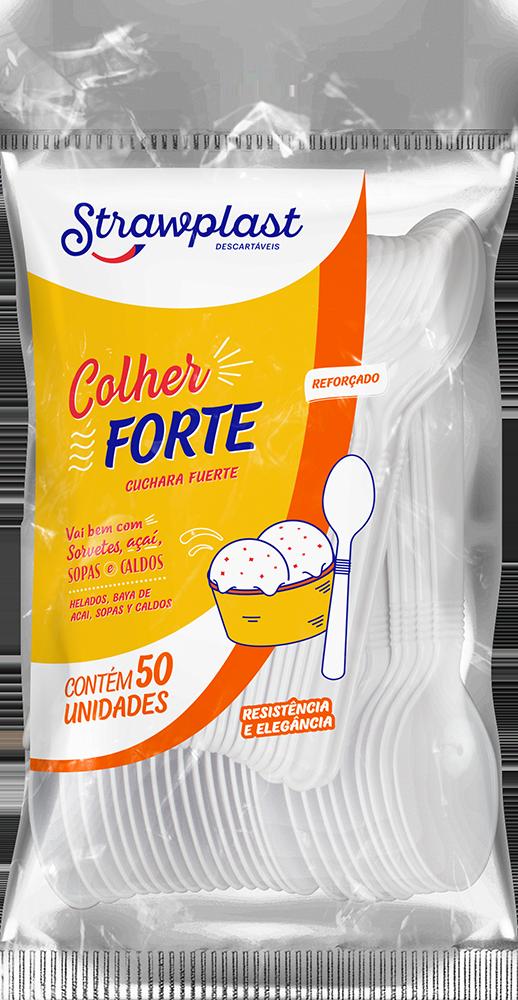 Strawplast
DESCARTÁVEIS
Colher
FORTE
CUCHARA FUERTE
REFORÇADO
Vai bem com
Sorvetes, açaí,
SOPAS e CALDOS
HELADOS, BAYA DE
ACAI, SOPAS Y CALDOS
CONTÉM 50
UNIDADES
RESISTÊNCIA
E ELEGÂNCIA